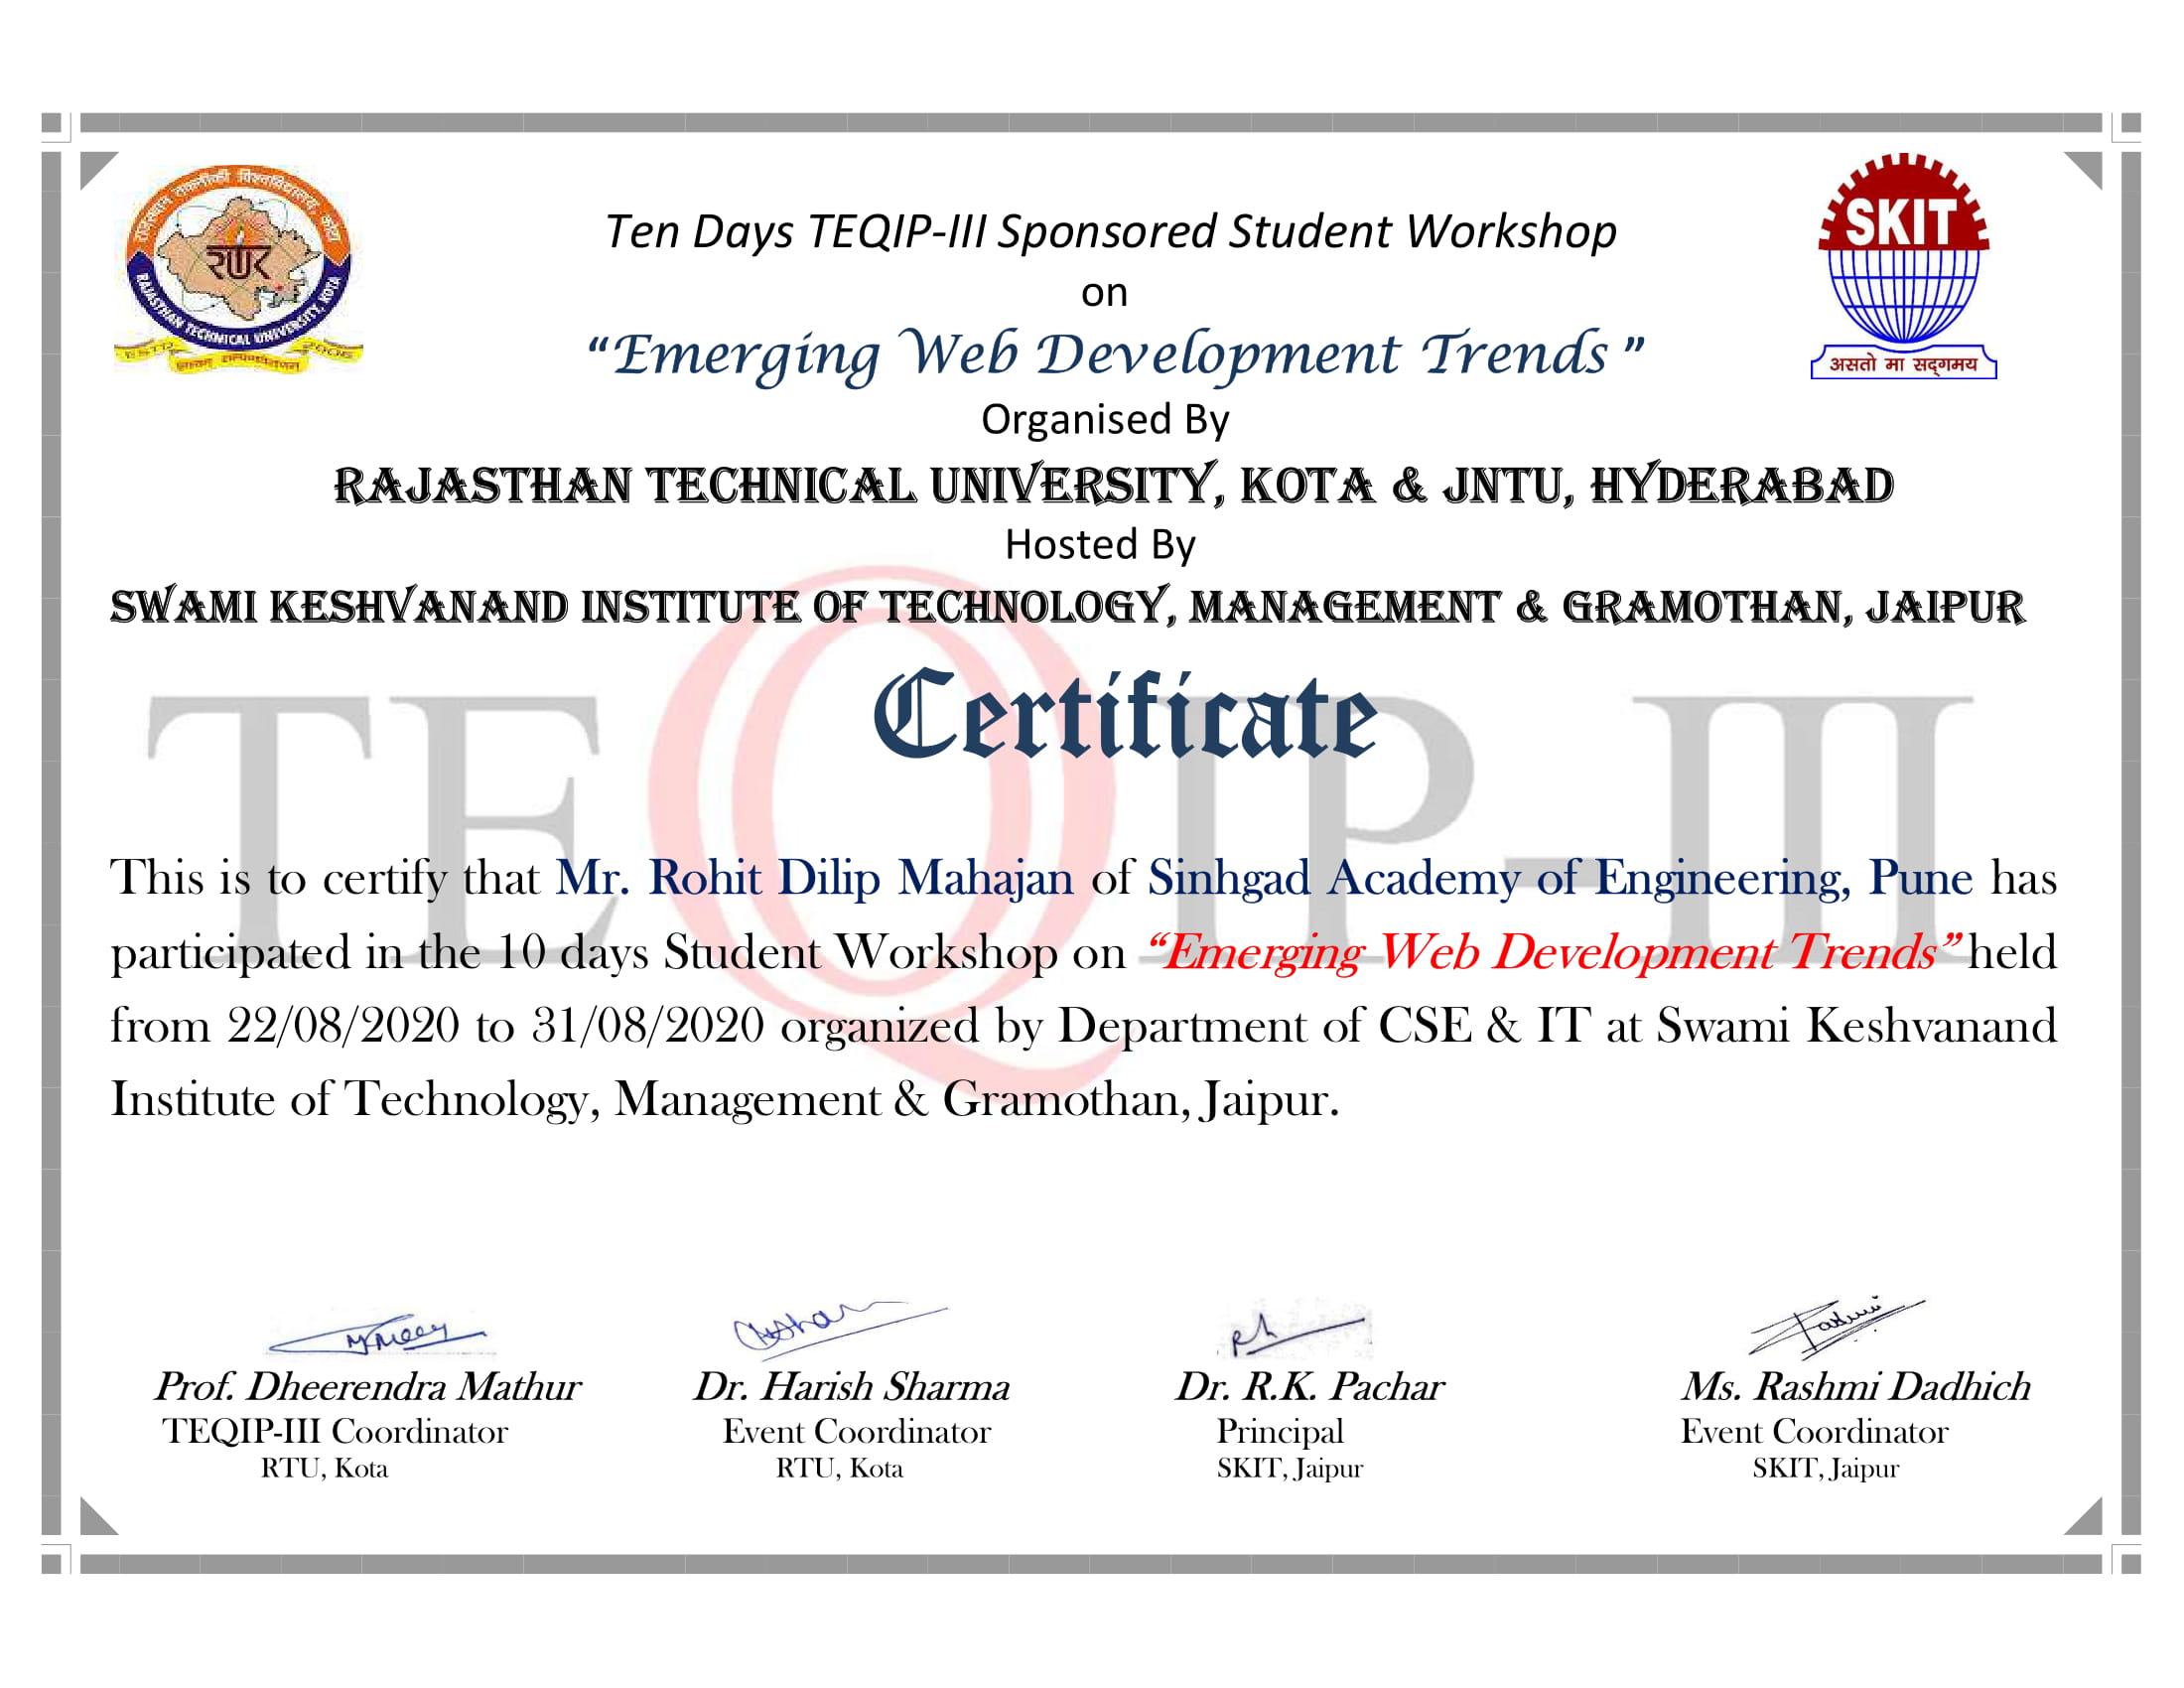 राजस्थान तकनीकी विश्वविद्यालय, कोटा
RAJASTHAN TECHNICAL UNIVERSITY, KOTA
ESTD 2006
SKIT
असतो मा सद्गमय
Ten Days TEQIP-III Sponsored Student Workshop
on
“Emerging Web Development Trends ”
Organised By
RAJASTHAN TECHNICAL UNIVERSITY, KOTA & JNTU, HYDERABAD
Hosted By
SWAMI KESHVANAND INSTITUTE OF TECHNOLOGY, MANAGEMENT & GRAMOTHAN, JAIPUR
Certificate
TEQIP-III
This is to certify that Mr. Rohit Dilip Mahajan of Sinhgad Academy of Engineering, Pune has
participated in the 10 days Student Workshop on “Emerging Web Development Trends” held
from 22/08/2020 to 31/08/2020 organized by Department of CSE & IT at Swami Keshvanand
Institute of Technology, Management & Gramothan, Jaipur.
Prof. Dheerendra Mathur Dr. Harish Sharma Dr. R.K. Pachar Ms. Rashmi Dadhich
TEQIP-III Coordinator Event Coordinator Principal Event Coordinator
RTU, Kota RTU, Kota SKIT, Jaipur SKIT, Jaipur